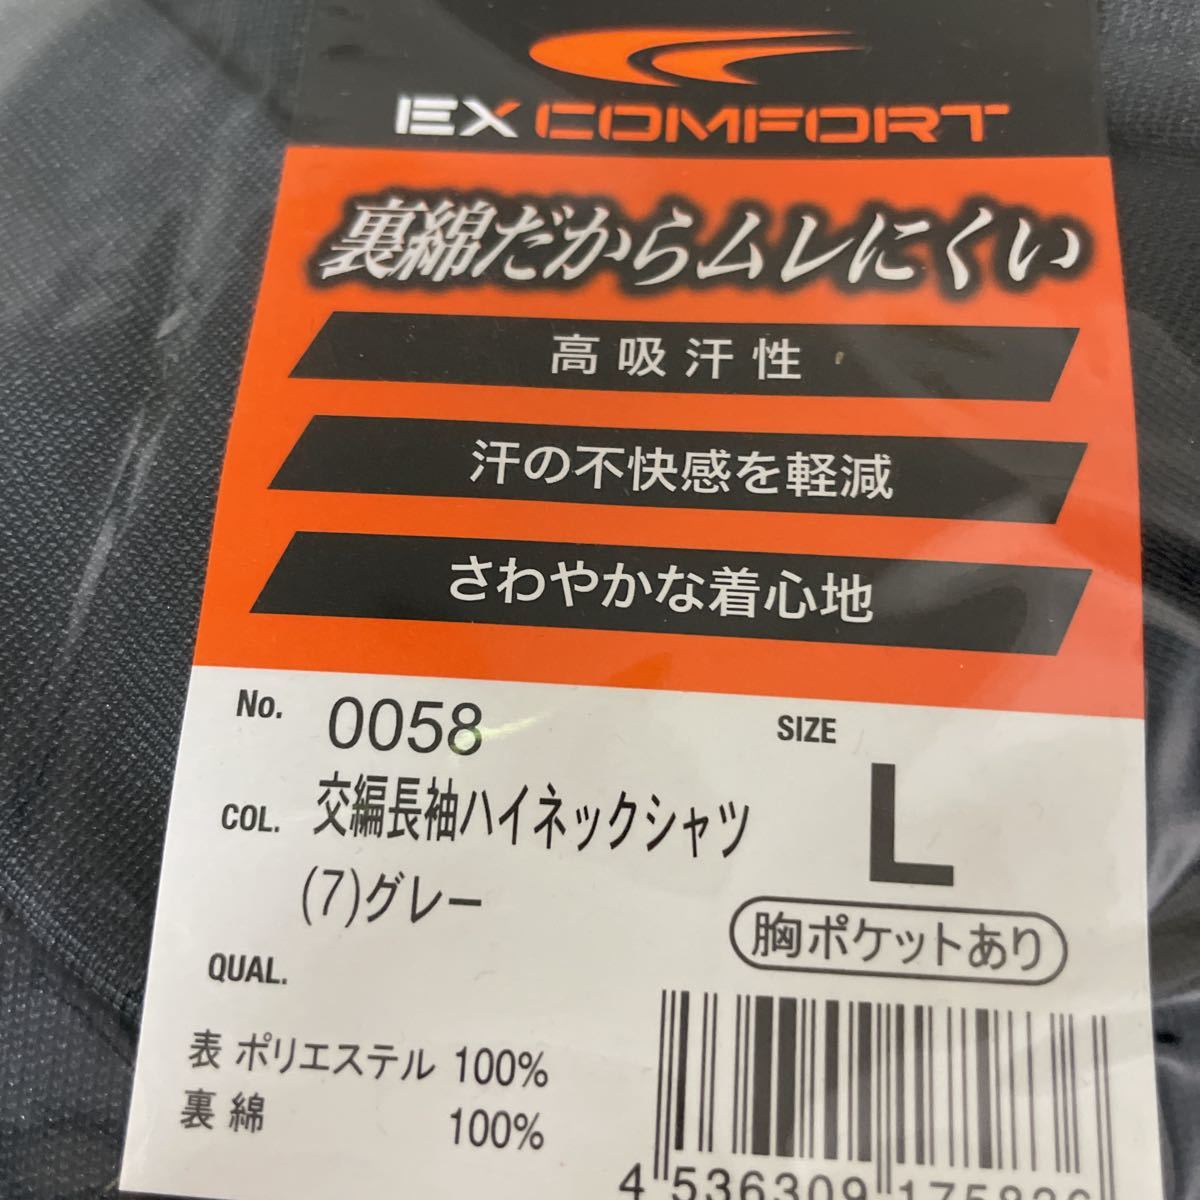 EX COMFORT
裏綿だからムレにくい
高吸汗性
汗の不快感を軽減
さわやかな着心地
No. 0058
SIZE
L
交編長袖ハイネックシャツ
COL.
(7)グレー
胸ポケットあり
QUAL.
表 ポリエステル 100%
裏 綿 100%
4 536309